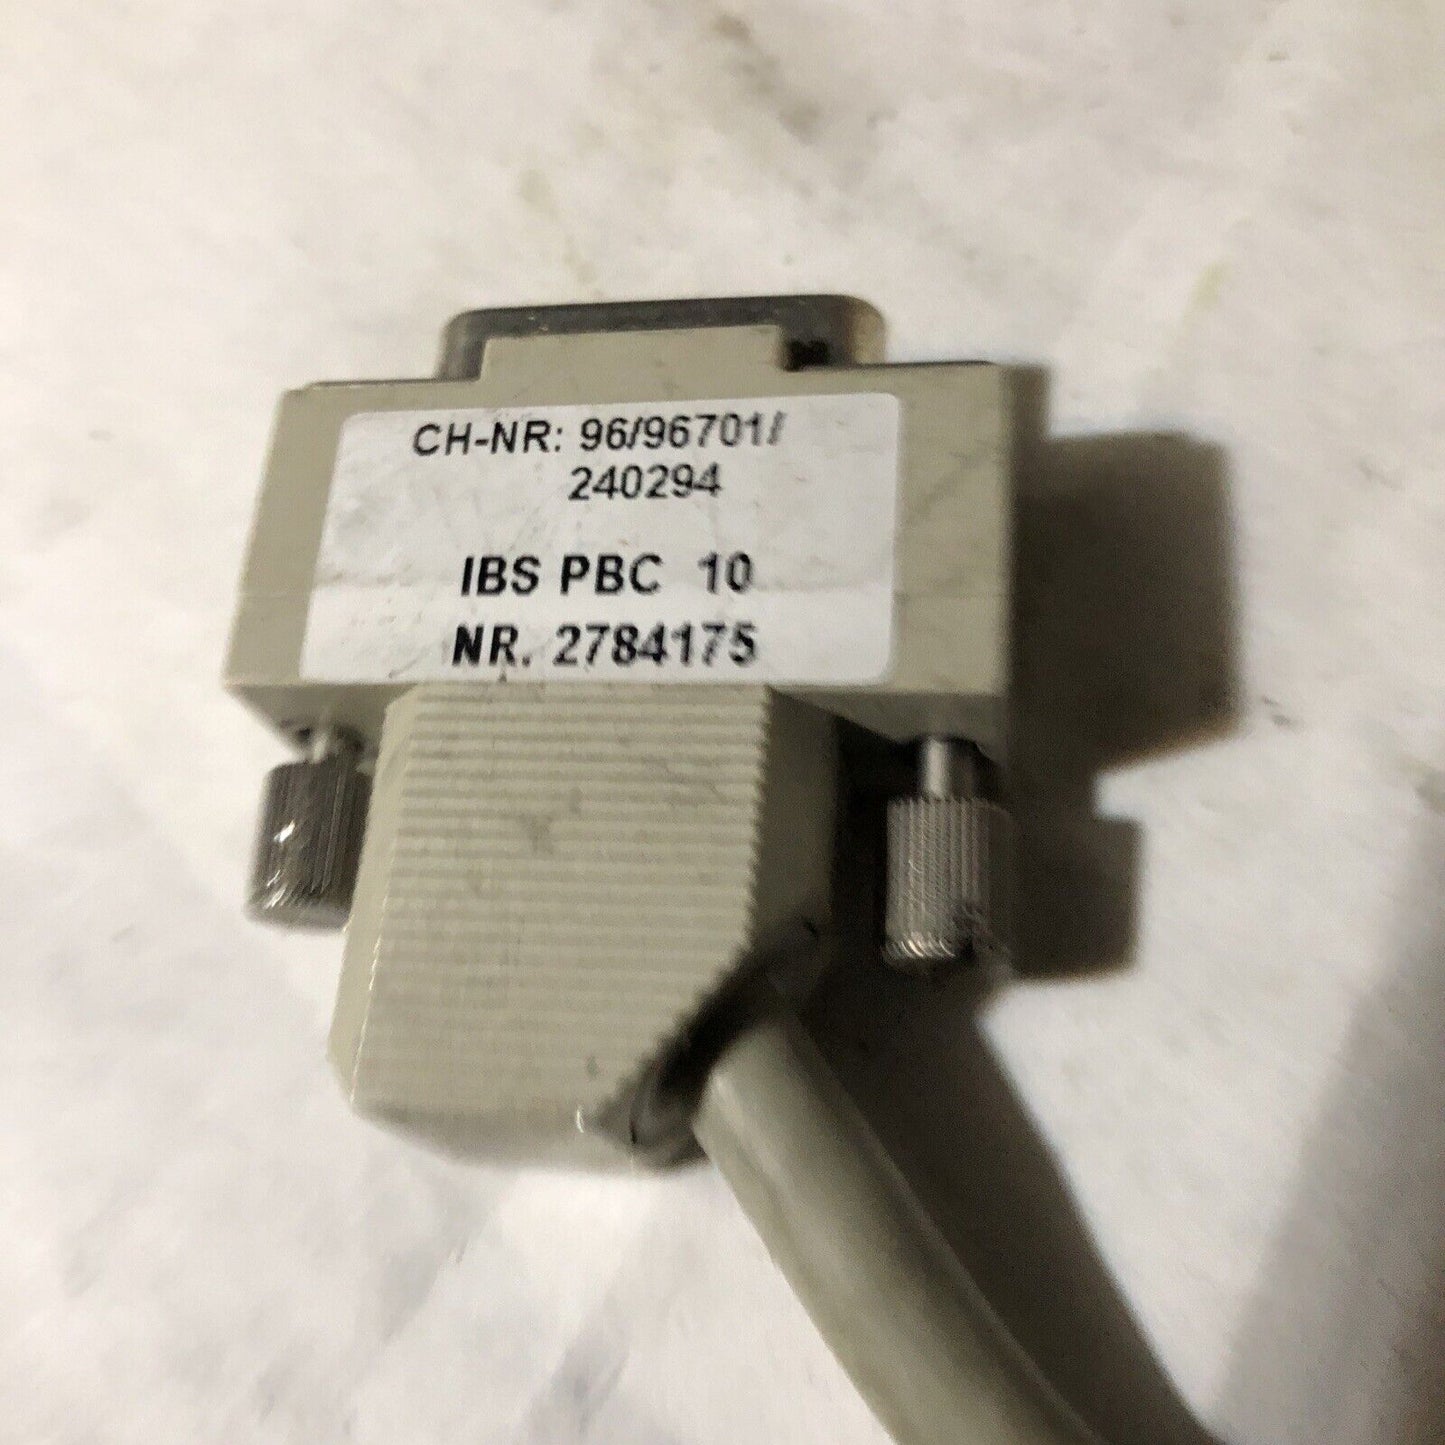 CH-NR: 96/96701/
240294
IBS PBC 10
NR. 2784175